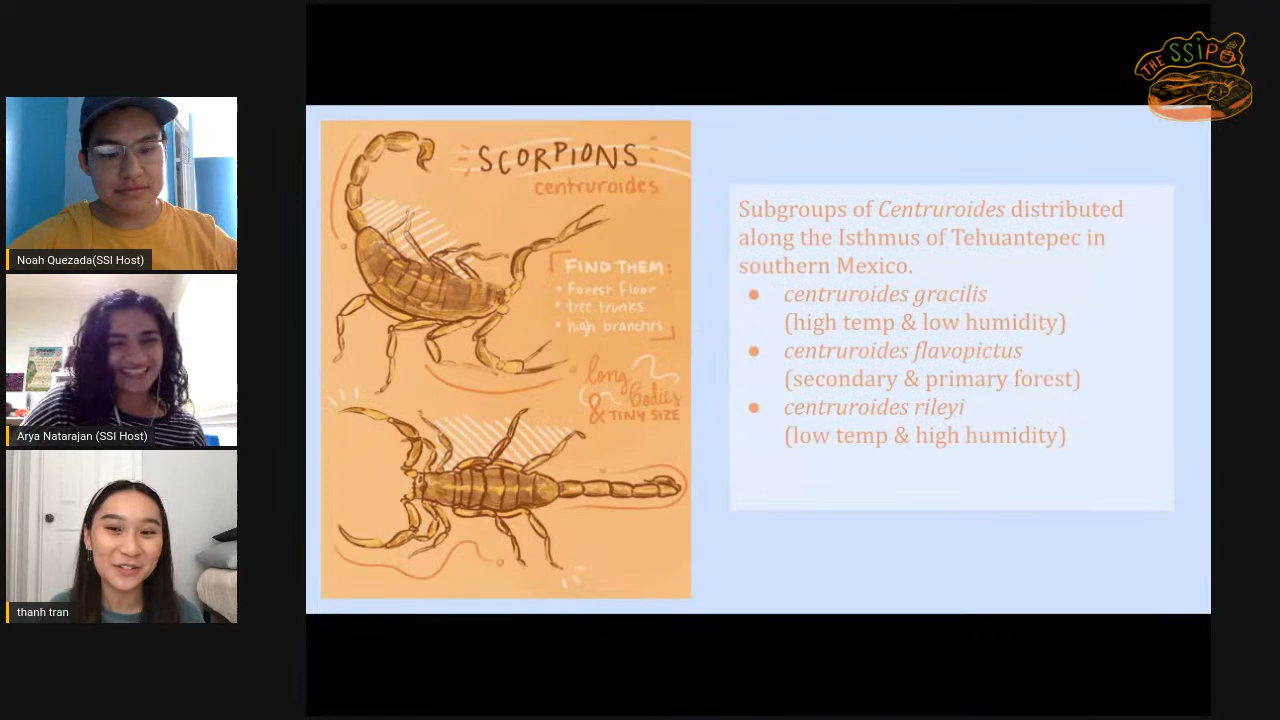 THE SSiP
Noah Quezada(SSI Host)
Arya Natarajan (SSI Host)
thanh tran
SCORPIONS
centruroides
FIND THEM:
• forest floor
• tree trunks
• high branches
long
Bodies
& TINY SIZE
Subgroups of Centruroides distributed
along the Isthmus of Tehuantepec in
southern Mexico.
● centruroides gracilis
(high temp & low humidity)
● centruroides flavopictus
(secondary & primary forest)
● centruroides rileyi
(low temp & high humidity)